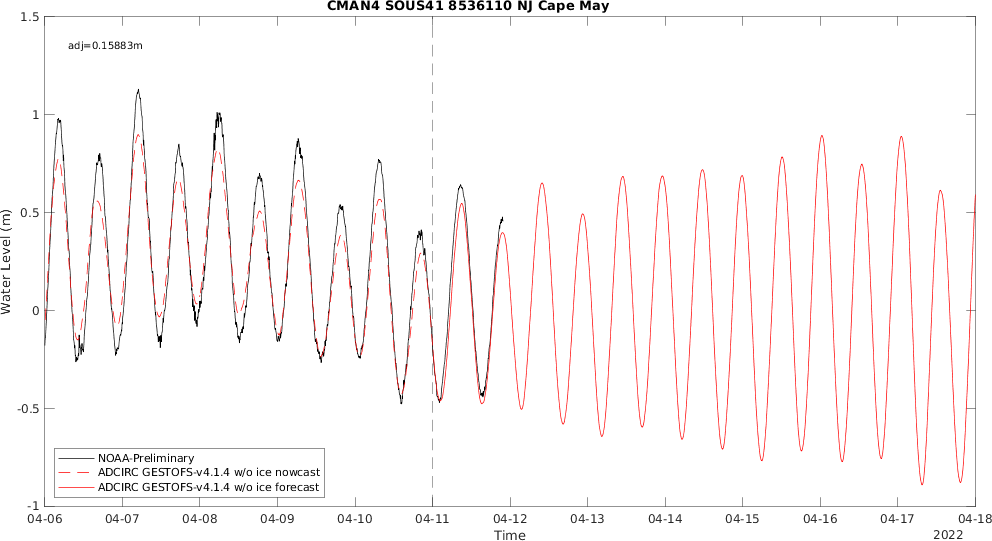 CMAN4 SOUS41 8536110 NJ Cape May
adj=0.15883m
Water Level (m)
1.5
1
0.5
0
-0.5
-1
NOAA-Preliminary
ADCIRC GESTOFS-v4.1.4 w/o ice nowcast
ADCIRC GESTOFS-v4.1.4 w/o ice forecast
04-06 04-07 04-08 04-09 04-10 04-11 04-12 04-13 04-14 04-15 04-16 04-17 04-18
Time
2022